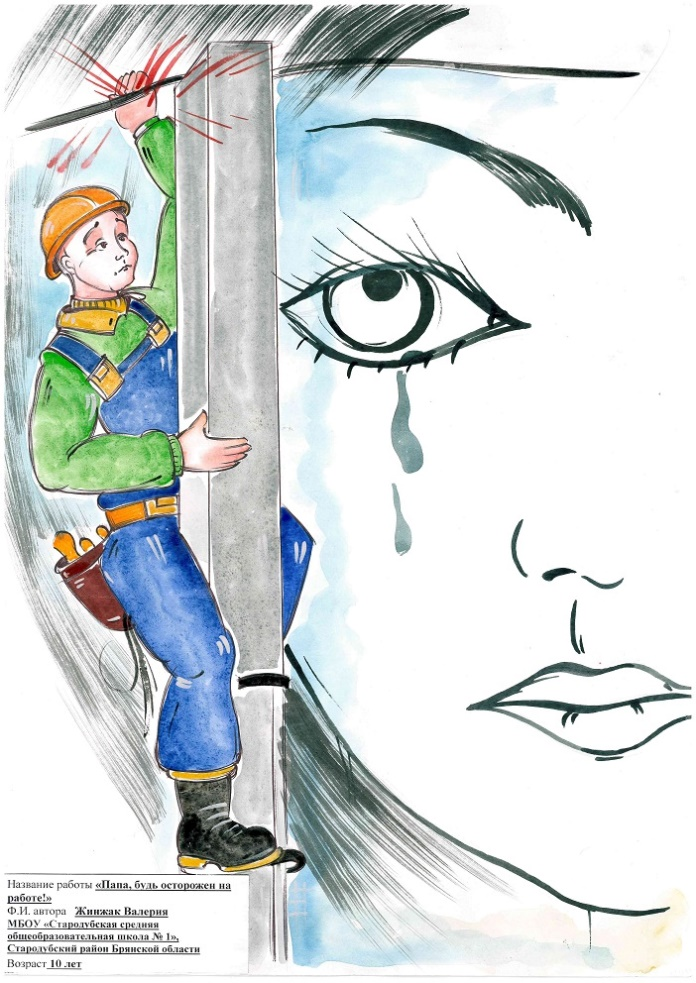 Название работы «Папа, будь осторожен на
работе!»
Ф.И. автора Жинжак Валерия
МБОУ «Стародубская средняя
общеобразовательная школа № 1»,
Стародубский район Брянской области
Возраст 10 лет